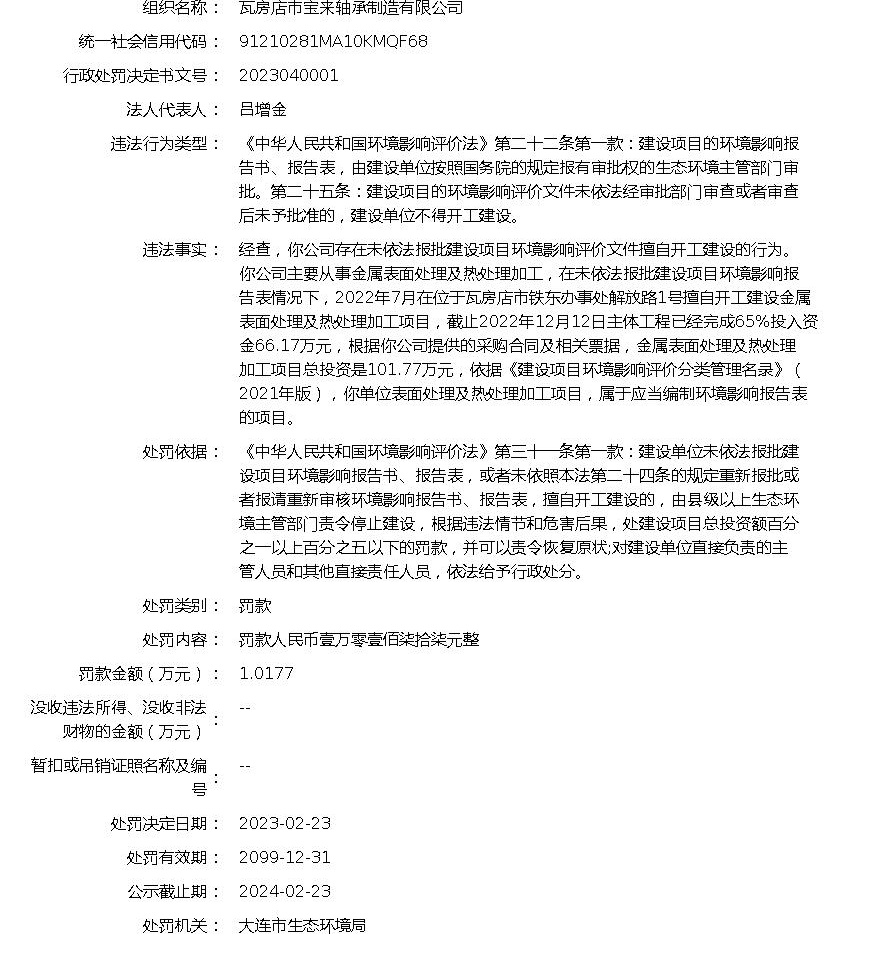 组织名称： 瓦房店市宝来轴承制造有限公司
统一社会信用代码： 91210281MA10KMQF68
行政处罚决定书文号： 2023040001
法人代表人： 吕增金
违法行为类型： 《中华人民共和国环境影响评价法》第二十二条第一款：建设项目的环境影响报
告书、报告表，由建设单位按照国务院的规定报有审批权的生态环境主管部门审
批。第二十五条：建设项目的环境影响评价文件未依法经审批部门审查或者审查
后未予批准的，建设单位不得开工建设。
违法事实： 经查，你公司存在未依法报批建设项目环境影响评价文件擅自开工建设的行为。
你公司主要从事金属表面处理及热处理加工，在未依法报批建设项目环境影响报
告表情况下，2022年7月在位于瓦房店市铁东办事处解放路1号擅自开工建设金属
表面处理及热处理加工项目，截止2022年12月12日主体工程已经完成65%投入资
金66.17万元，根据你公司提供的采购合同及相关票据，金属表面处理及热处理
加工项目总投资是101.77万元，依据《建设项目环境影响评价分类管理名录》（
2021年版），你单位表面处理及热处理加工项目，属于应当编制环境影响报告表
的项目。
处罚依据： 《中华人民共和国环境影响评价法》第三十一条第一款：建设单位未依法报批建
设项目环境影响报告书、报告表，或者未依照本法第二十四条的规定重新报批或
者报请重新审核环境影响报告书、报告表，擅自开工建设的，由县级以上生态环
境主管部门责令停止建设，根据违法情节和危害后果，处建设项目总投资额百分
之一以上百分之五以下的罚款，并可以责令恢复原状;对建设单位直接负责的主
管人员和其他直接责任人员，依法给予行政处分。
处罚类别： 罚款
处罚内容： 罚款人民币壹万零壹佰柒拾柒元整
罚款金额（万元）： 1.0177
没收违法所得、没收非法
财物的金额（万元）： --
暂扣或吊销证照名称及编
号： --
处罚决定日期： 2023-02-23
处罚有效期： 2099-12-31
公示截止期： 2024-02-23
处罚机关： 大连市生态环境局